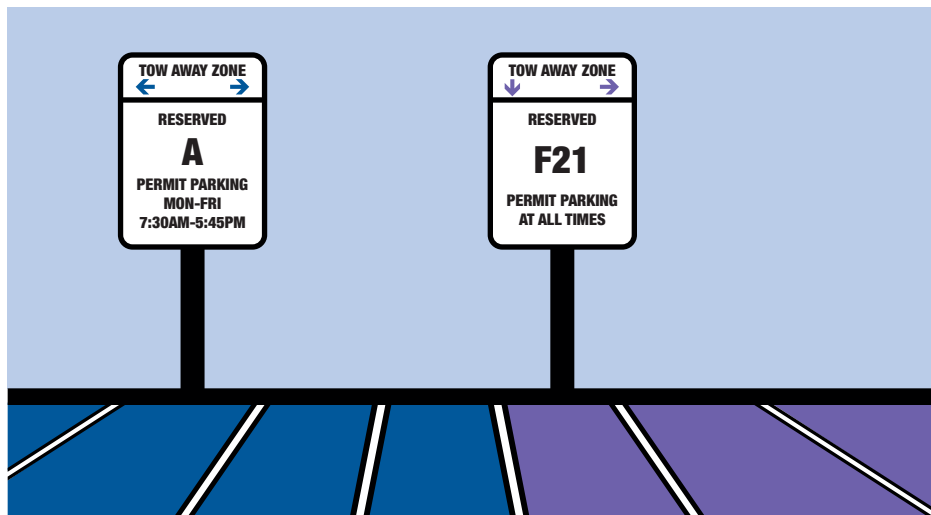 TOW AWAY ZONE
RESERVED
A
PERMIT PARKING
MON-FRI
7:30AM-5:45PM
TOW AWAY ZONE
RESERVED
F21
PERMIT PARKING
AT ALL TIMES